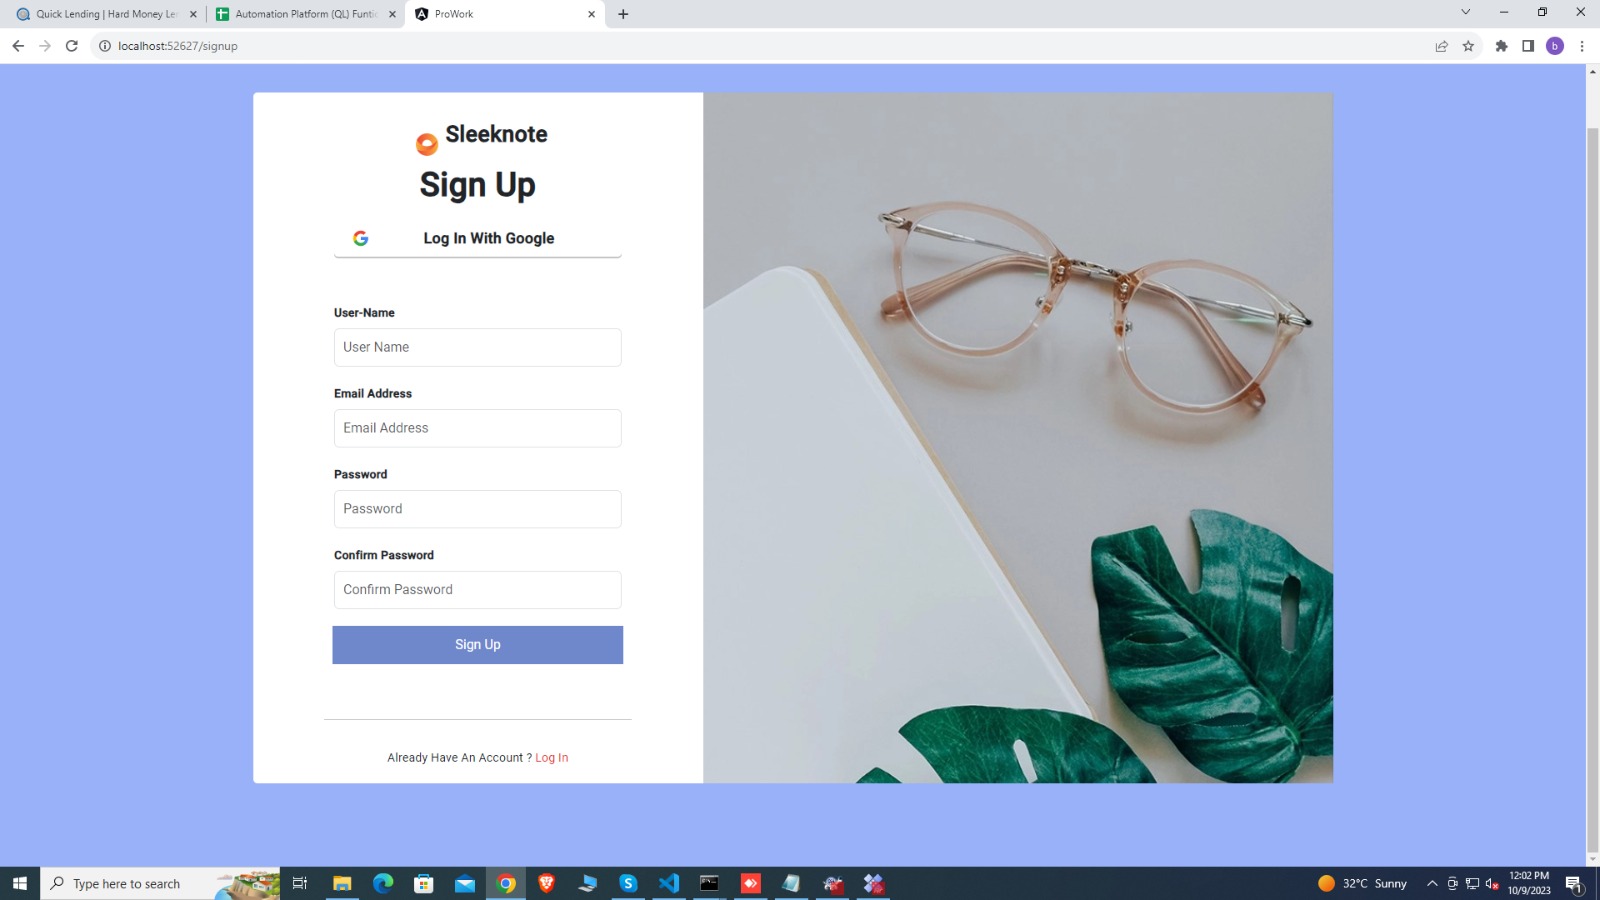 Quick Lending | Hard Money Le
Automation Platform (QL) Funti
ProWork
localhost:52627/signup
b
Sleeknote
Sign Up
Log In With Google
User-Name
User Name
Email Address
Email Address
Password
Password
Confirm Password
Confirm Password
Sign Up
Already Have An Account ? Log In
Type here to search
32°C Sunny
12:02 PM
10/9/2023
1